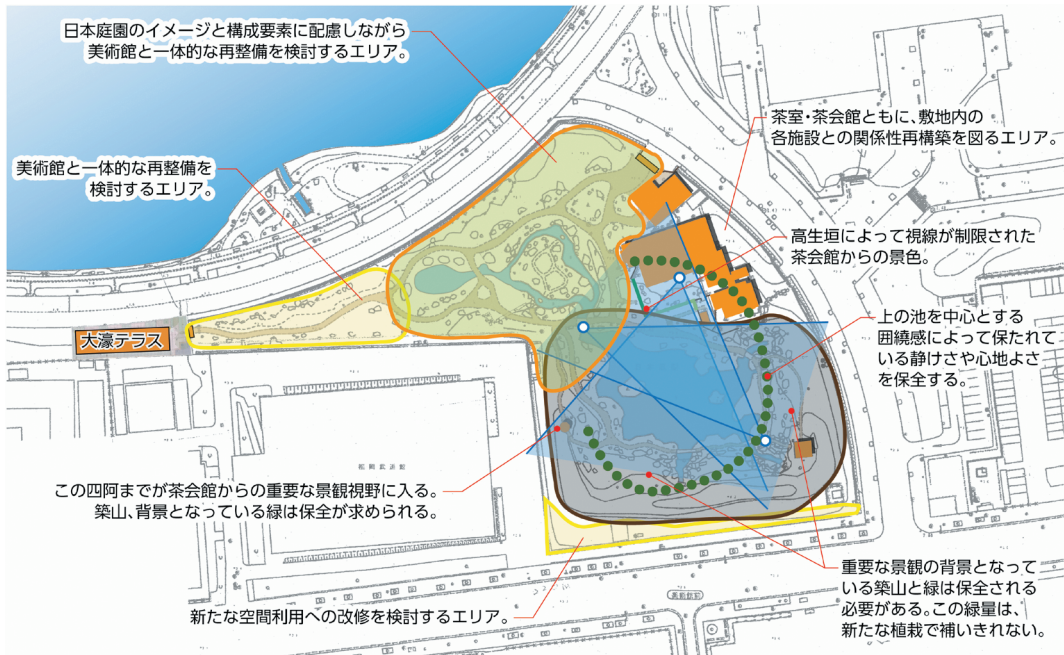 日本庭園のイメージと構成要素に配慮しながら
美術館と一体的な再整備を検討するエリア。
茶室・茶会館ともに、敷地内の
各施設との関係性再構築を図るエリア。
美術館と一体的な再整備を
検討するエリア。
高生垣によって視線が制限された
茶会館からの景色。
大濠テラス
上の池を中心とする
囲繞感によって保たれて
いる静けさや心地よさ
を保全する。
この四阿までが茶会館からの重要な景観視野に入る。
築山、背景となっている緑は保全が求められる。
重要な景観の背景となって
いる築山と緑は保全される
必要がある。この緑量は、
新たな植栽で補いきれない。
新たな空間利用への改修を検討するエリア。